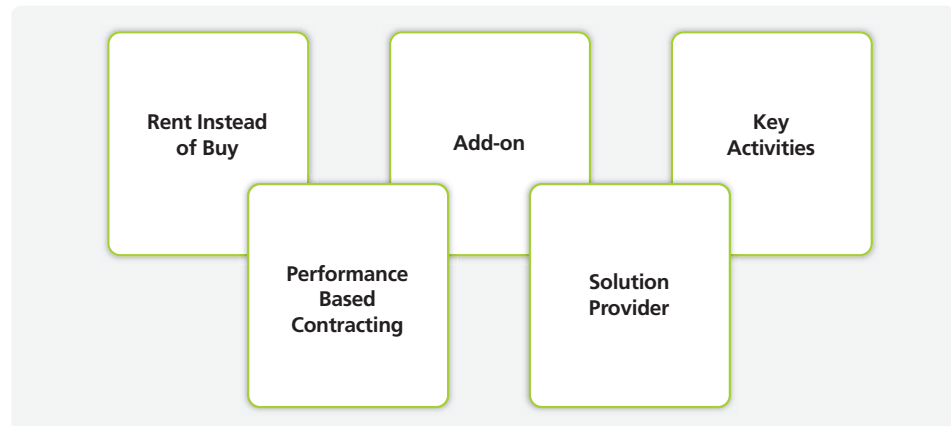 Rent Instead
of Buy
Add-on
Key
Activities
Performance
Based
Contracting
Solution
Provider